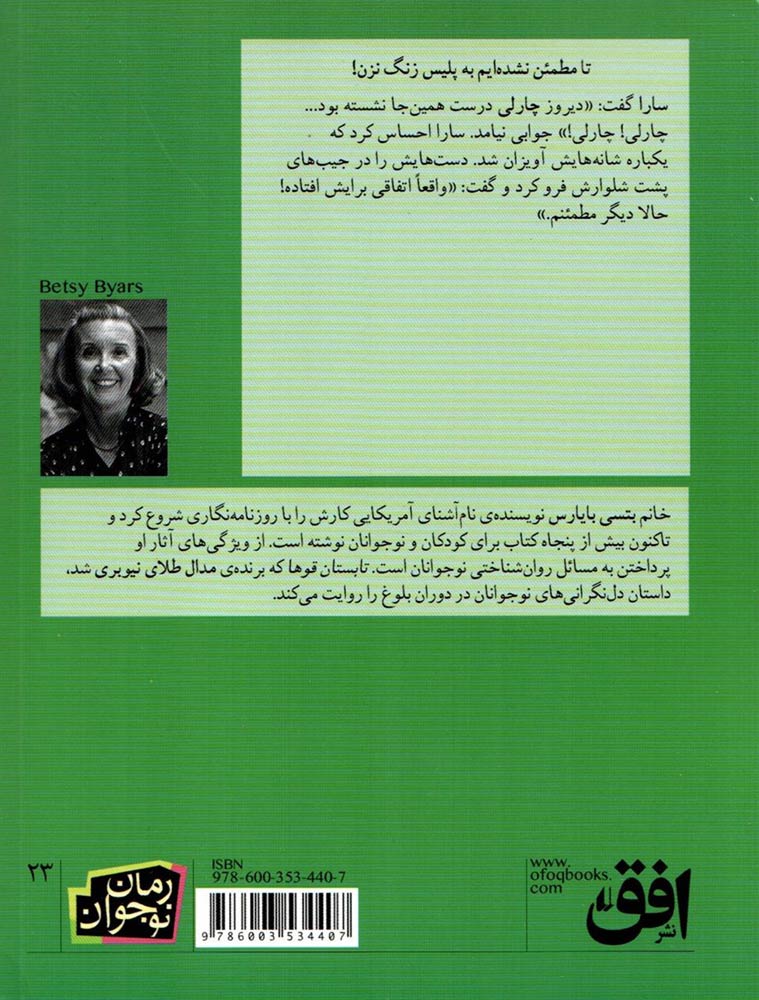 تا مطمئن نشده‌ایم به پلیس زنگ نزن!
سارا گفت: «دیروز چارلی درست همین‌جا نشسته بود...
چارلی! چارلی!» جوابی نیامد. سارا احساس کرد که
یکباره شانه‌هایش آویزان شد. دست‌هایش را در جیب‌های
پشت شلوارش فرو کرد و گفت: «واقعاً اتفاقی برایش افتاده!
حالا دیگر مطمئنم.»
Betsy Byars
خانم بتسی بایارس نویسنده‌ی نام‌آشنای آمریکایی کارش را با روزنامه‌نگاری شروع کرد و
تاکنون بیش از پنجاه کتاب برای کودکان و نوجوانان نوشته است. از ویژگی‌های آثار او
پرداختن به مسائل روان‌شناختی نوجوانان است. تابستان قوها که برنده‌ی مدال طلای نیوبری شد،
داستان دل‌نگرانی‌های نوجوانان در دوران بلوغ را روایت می‌کند.
www.
ofoqbooks.
com
نشر افق
ISBN
978-600-353-440-7
9 786003 534407
رمان
نوجوان
۲۳